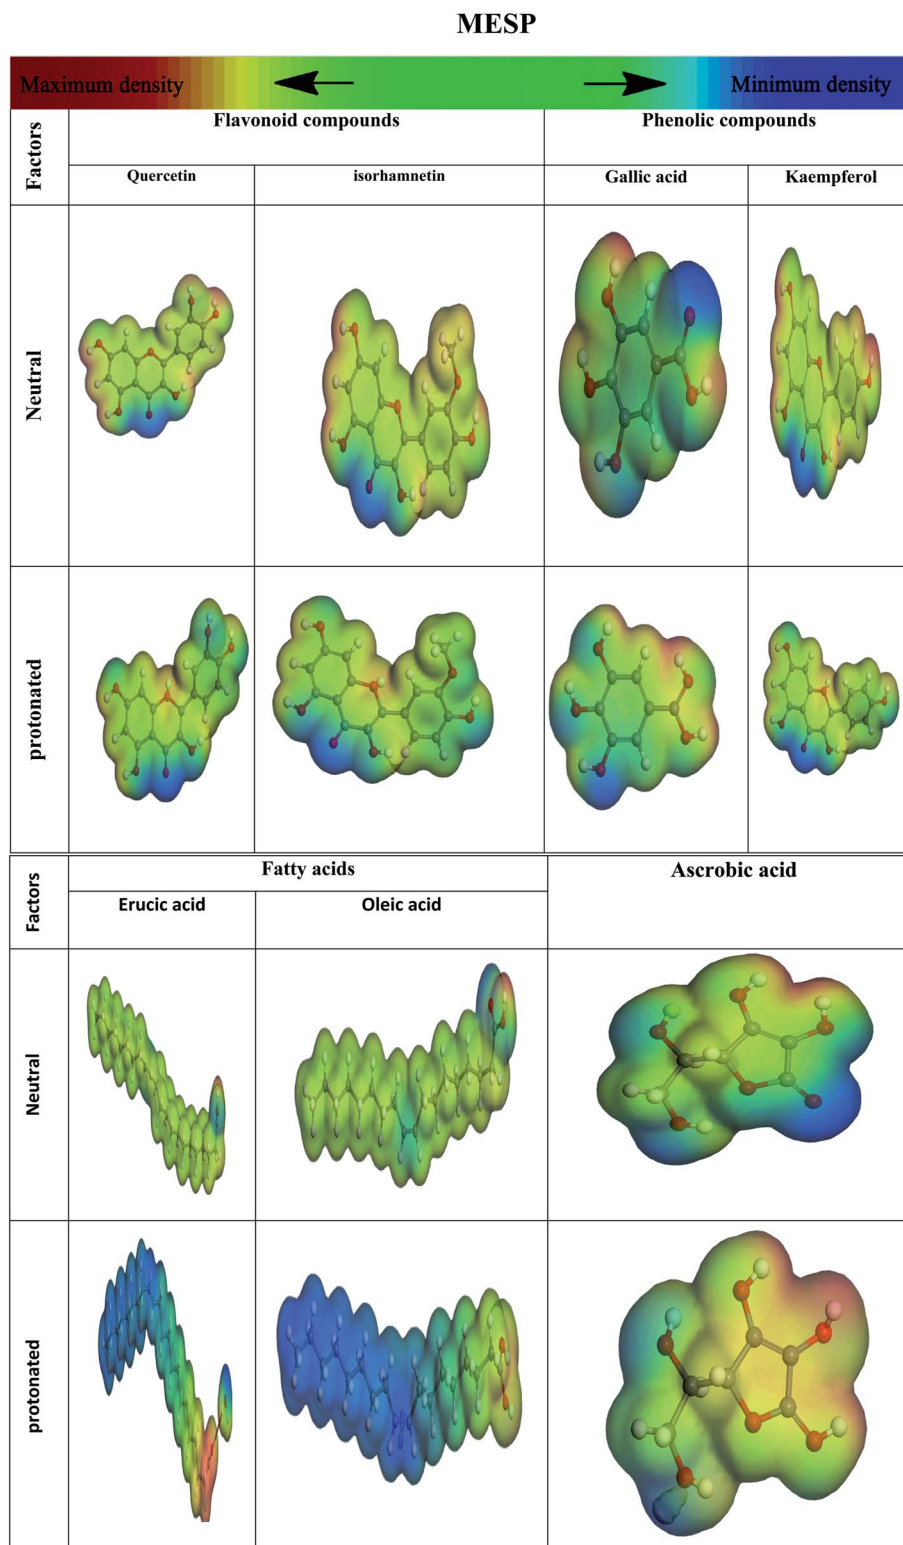 MESP
Maximum density Minimum density
Factors
Flavonoid compounds Phenolic compounds
Quercetin isorhamnetin Gallic acid Kaempferol
Neutral
protonated
Factors
Fatty acids Ascrobic acid
Erucic acid Oleic acid
Neutral
protonated